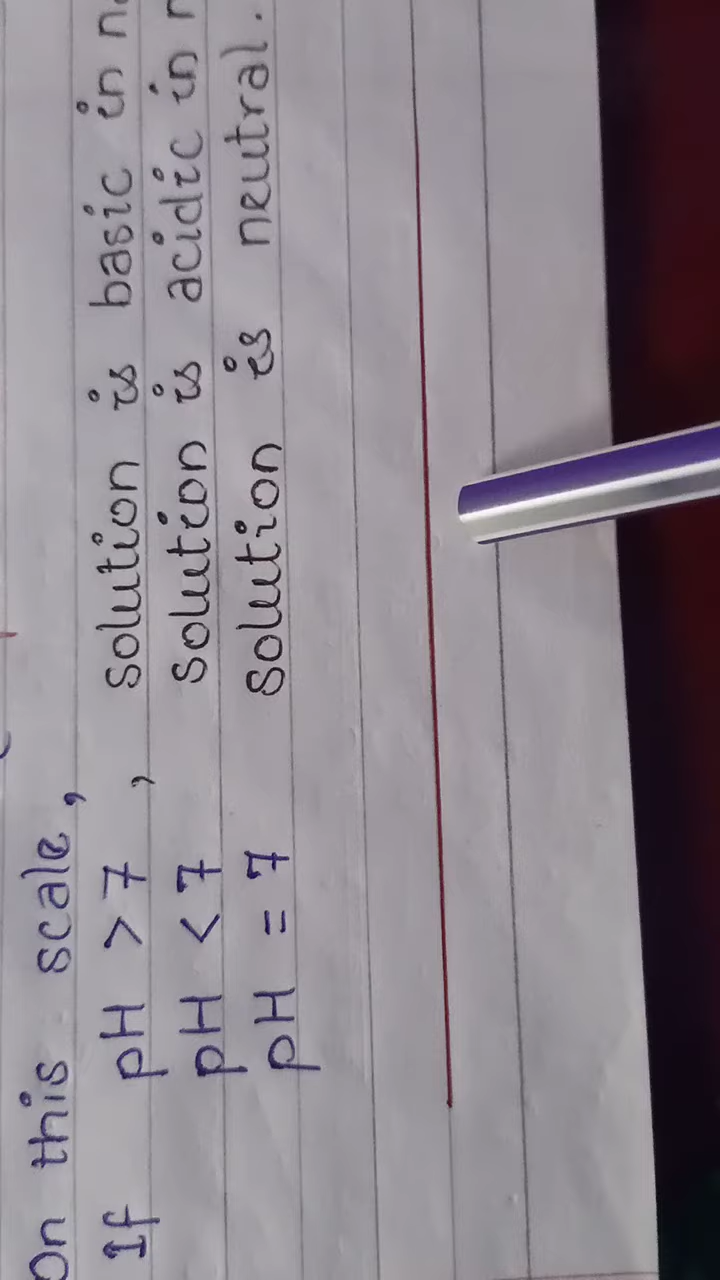 On this scale,
If pH > 7 , solution is basic in
pH < 7 solution is acidic in
pH = 7 solution is neutral.